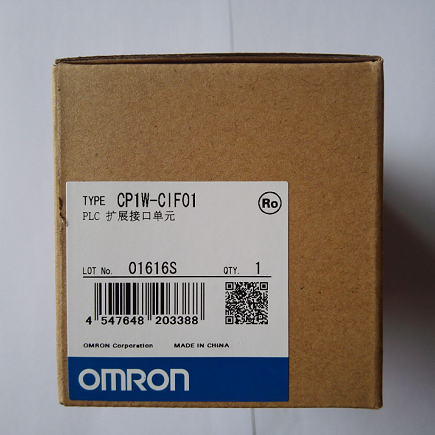 TYPE CP1W-CIF01 Ro
PLC 扩展接口单元
LOT No. 01616S QTY. 1
4 547648 203388
OMRON Corporation MADE IN CHINA
OMRON